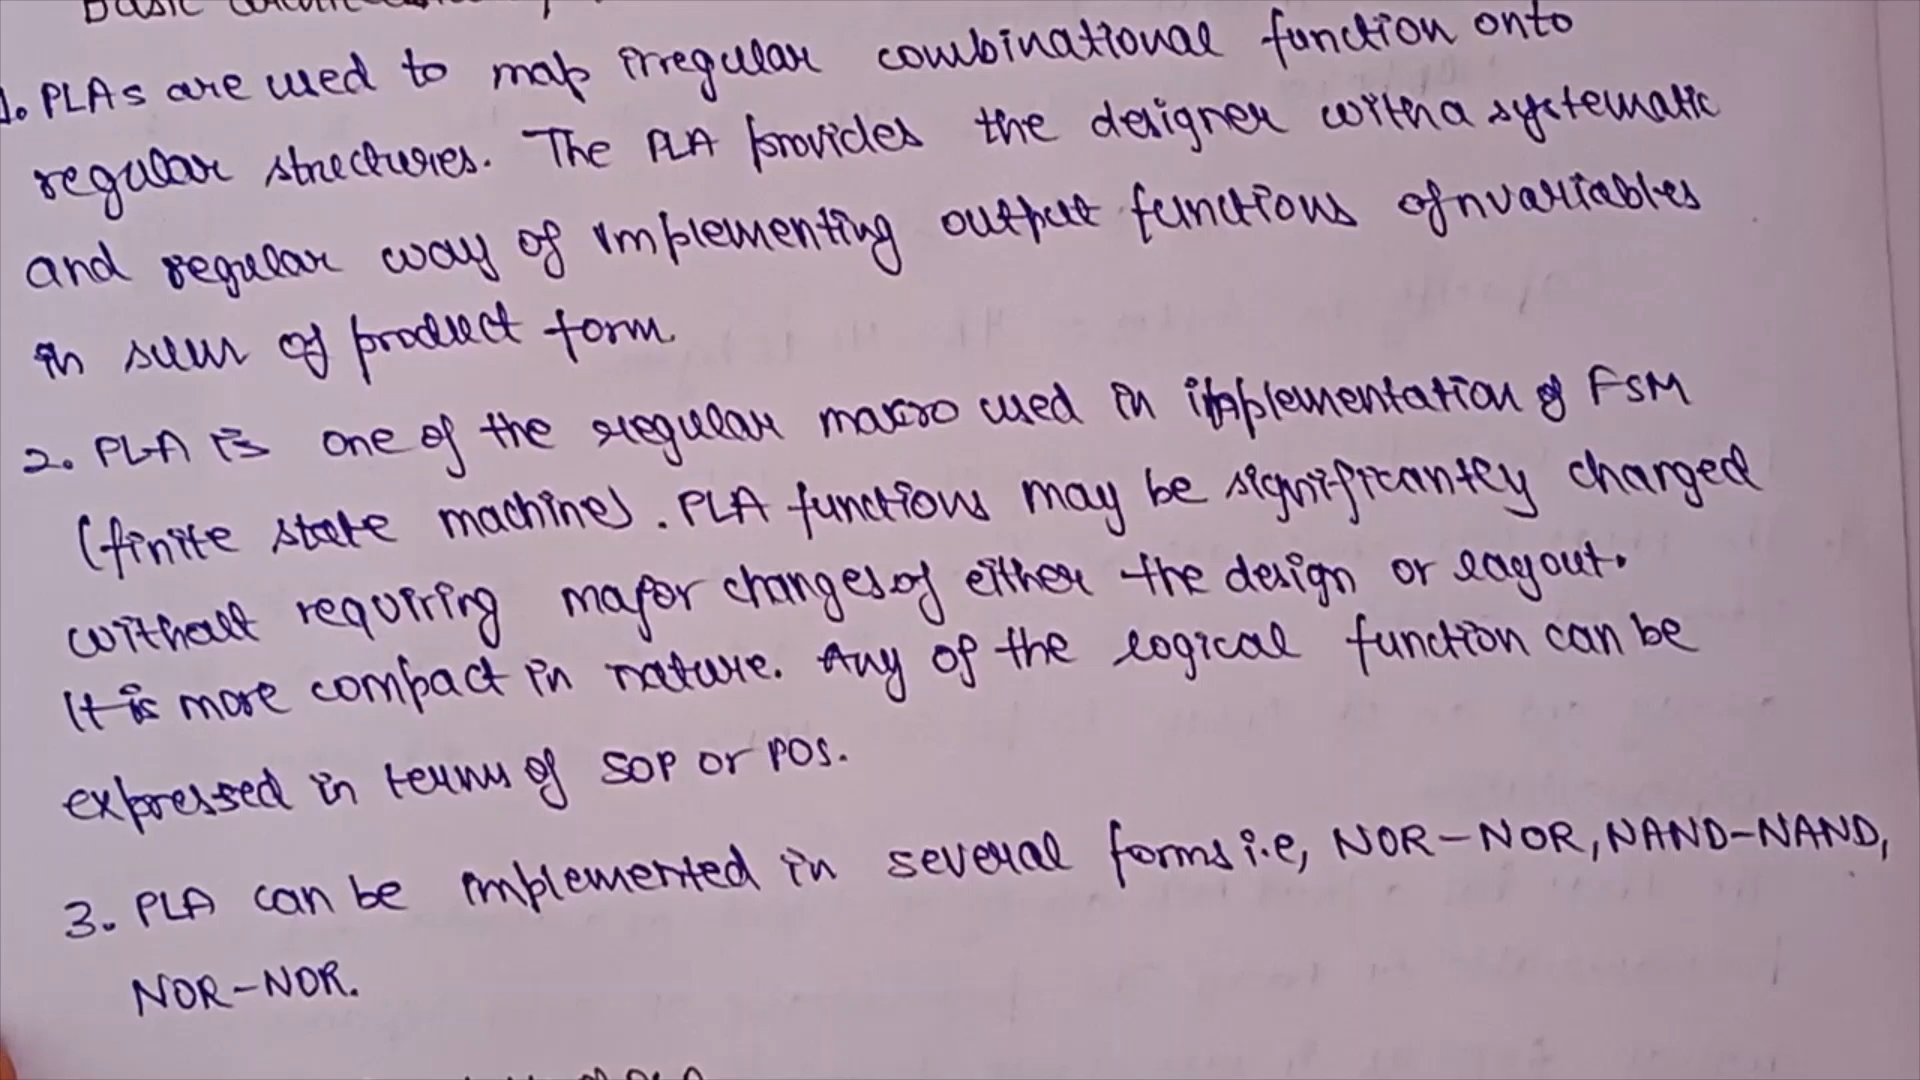 Basic
1. PLAs are used to map irregular combinational function onto
regular structures. The PLA provides the designer with a systematic
and regular way of implementing output functions of n variables
in sum of product form.
2. PLA is one of the regular macro used in implementation of FSM
(finite state machine). PLA functions may be significantly changed
without requiring major changes of either the design or layout.
It is more compact in nature. Any of the logical function can be
expressed in terms of SOP or POS.
3. PLA can be implemented in several forms i.e, NOR-NOR, NAND-NAND,
NOR-NOR.
of PLA